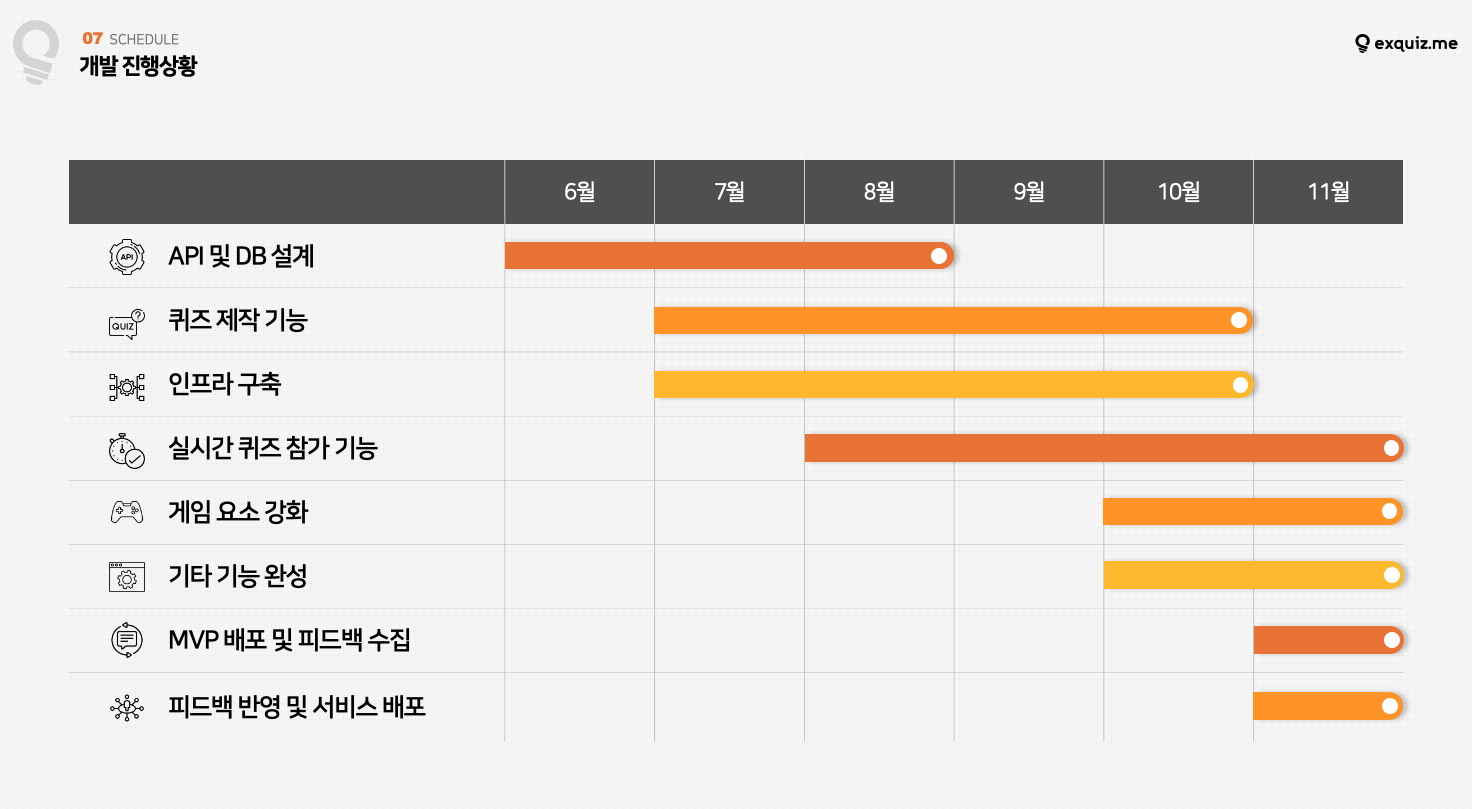 07 SCHEDULE
개발 진행상황
exquiz.me
6월 7월 8월 9월 10월 11월
API
API 및 DB 설계
QUIZ ?
퀴즈 제작 기능
인프라 구축
실시간 퀴즈 참가 기능
게임 요소 강화
기타 기능 완성
MVP 배포 및 피드백 수집
피드백 반영 및 서비스 배포